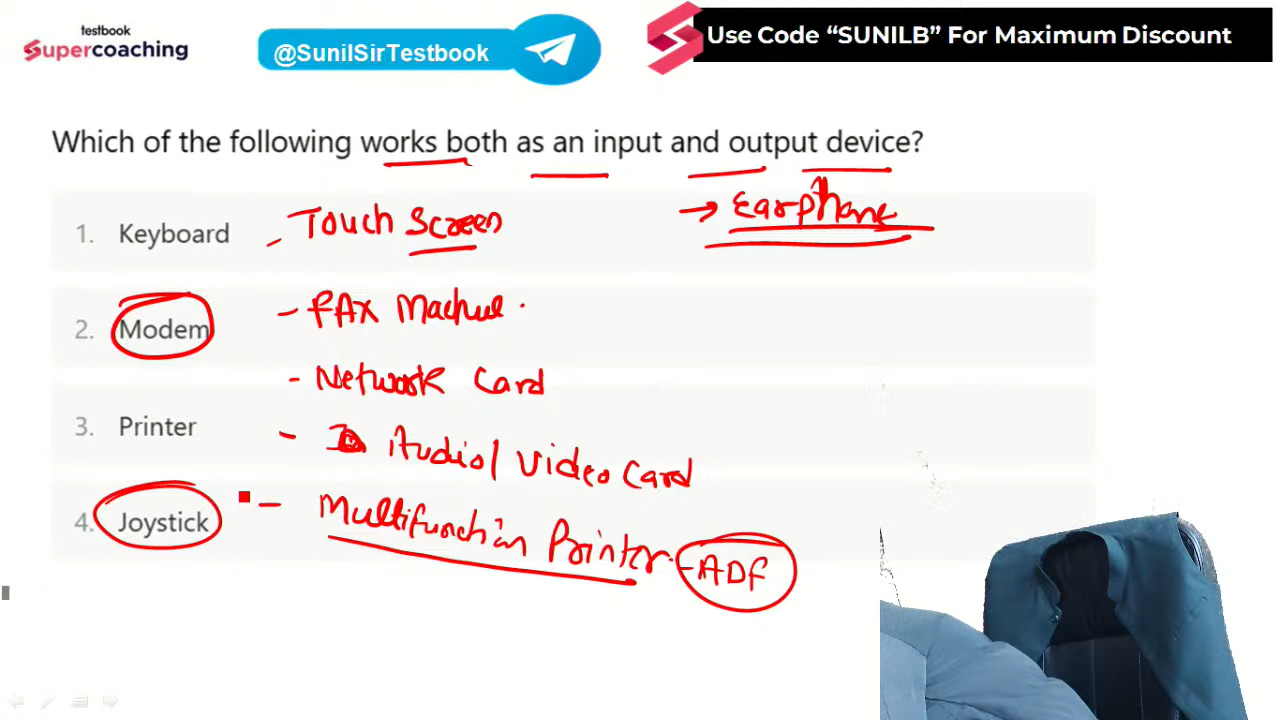 testbook
Supercoaching
@SunilSirTestbook
Use Code “SUNILB” For Maximum Discount
Which of the following works both as an input and output device?
→ Earphone
1. Keyboard
- Touch Screen
2. Modem
- FAX
- Network Card
3. Printer
- Audio/Video Card
4. Joystick
- Multifunction Printer - ADF